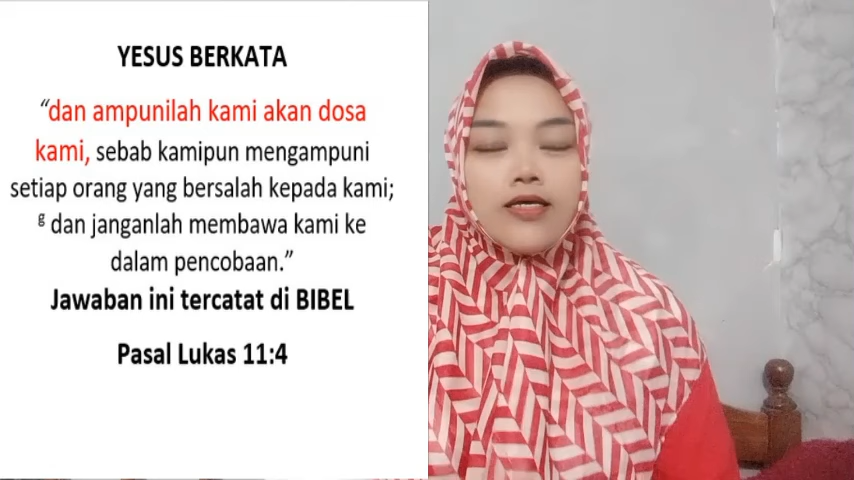 YESUS BERKATA
“dan ampunilah kami akan dosa
kami, sebab kamipun mengampuni
setiap orang yang bersalah kepada kami;
g dan janganlah membawa kami ke
dalam pencobaan.”
Jawaban ini tercatat di BIBEL
Pasal Lukas 11:4